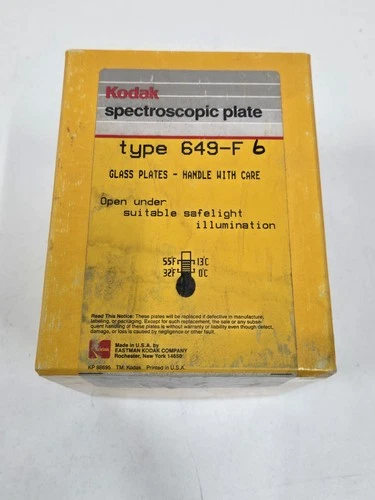 Kodak
spectroscopic plate
type 649-F 6
GLASS PLATES - HANDLE WITH CARE
Open under
suitable safelight
illumination
55F 13C
32F 0C
Read This Notice: These plates will be replaced if defective in manufacture,
labeling, or packaging. Except for such replacement, the sale or any subse-
quent handling of these plates is without warranty or liability even though defect,
damage, or loss is caused by negligence or other fault.
Kodak
Made in U.S.A. by
EASTMAN KODAK COMPANY
Rochester, New York 14650
TM: Kodak Printed in U.S.A.